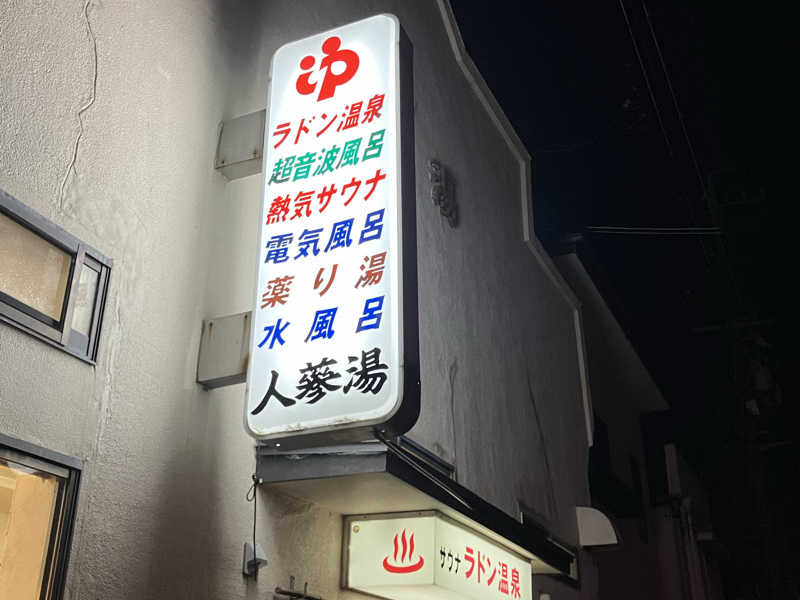 ラドン温泉
超音波風呂
熱気サウナ
電気風呂
薬り湯
水風呂
人蔘湯
サウナ ラドン温泉